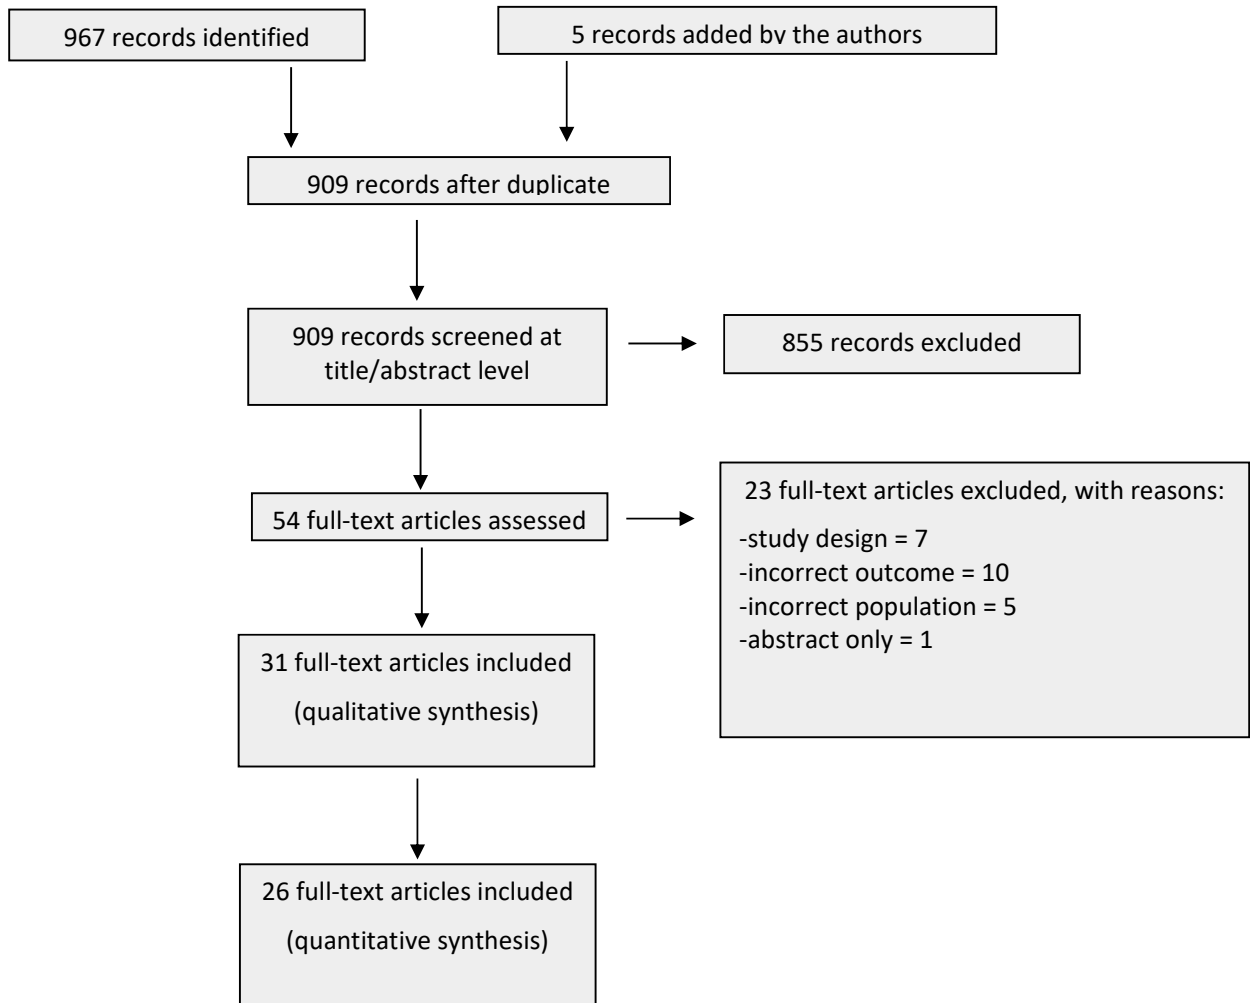 967 records identified
5 records added by the authors
909 records after duplicate
909 records screened at
title/abstract level
855 records excluded
54 full-text articles assessed
23 full-text articles excluded, with reasons:
-study design = 7
-incorrect outcome = 10
-incorrect population = 5
-abstract only = 1
31 full-text articles included
(qualitative synthesis)
26 full-text articles included
(quantitative synthesis)